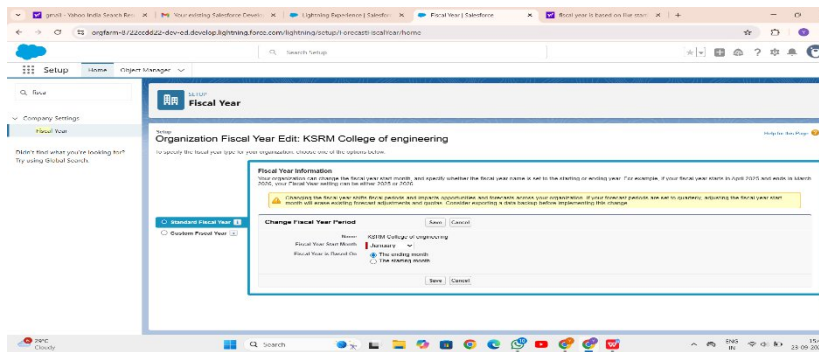 gmail - Yahoo India Search Res
Your existing Salesforce Develo
Lightning Experience | Salesfor
Fiscal Year | Salesforce
fiscal year is based on the start
orgfarm-8722ccdd22-dev-ed.develop.lightning.force.com/lightning/setup/ForecastFiscalYear/home
Search Setup
Setup
Home
Object Manager
Company Settings
Fiscal Year
Didn't find what you're looking for?
Try using Global Search.
SETUP
Fiscal Year
Setup
Organization Fiscal Year Edit: KSRM College of engineering
Help for this Page
To specify the fiscal year type for your organization, choose one of the options below.
Standard Fiscal Year
Custom Fiscal Year
Fiscal Year Information
Your organization can change the fiscal year start month, and specify whether the fiscal year name is set to the starting or ending year. For example, if your fiscal year starts in April 2025 and ends in March
2026, your Fiscal Year setting can be either 2025 or 2026.
Changing the fiscal year shifts fiscal periods and impacts opportunities and forecasts across your organization. If your forecast periods are set to quarterly, adjusting the fiscal year start
month will erase existing forecast adjustments and quotas. Consider exporting a data backup before implementing this change.
Change Fiscal Year Period
Save Cancel
Name KSRM College of engineering
Fiscal Year Start Month January
Fiscal Year is Based On The ending month
The starting month
Save Cancel
29°C
Cloudy
Search
ENG
IN